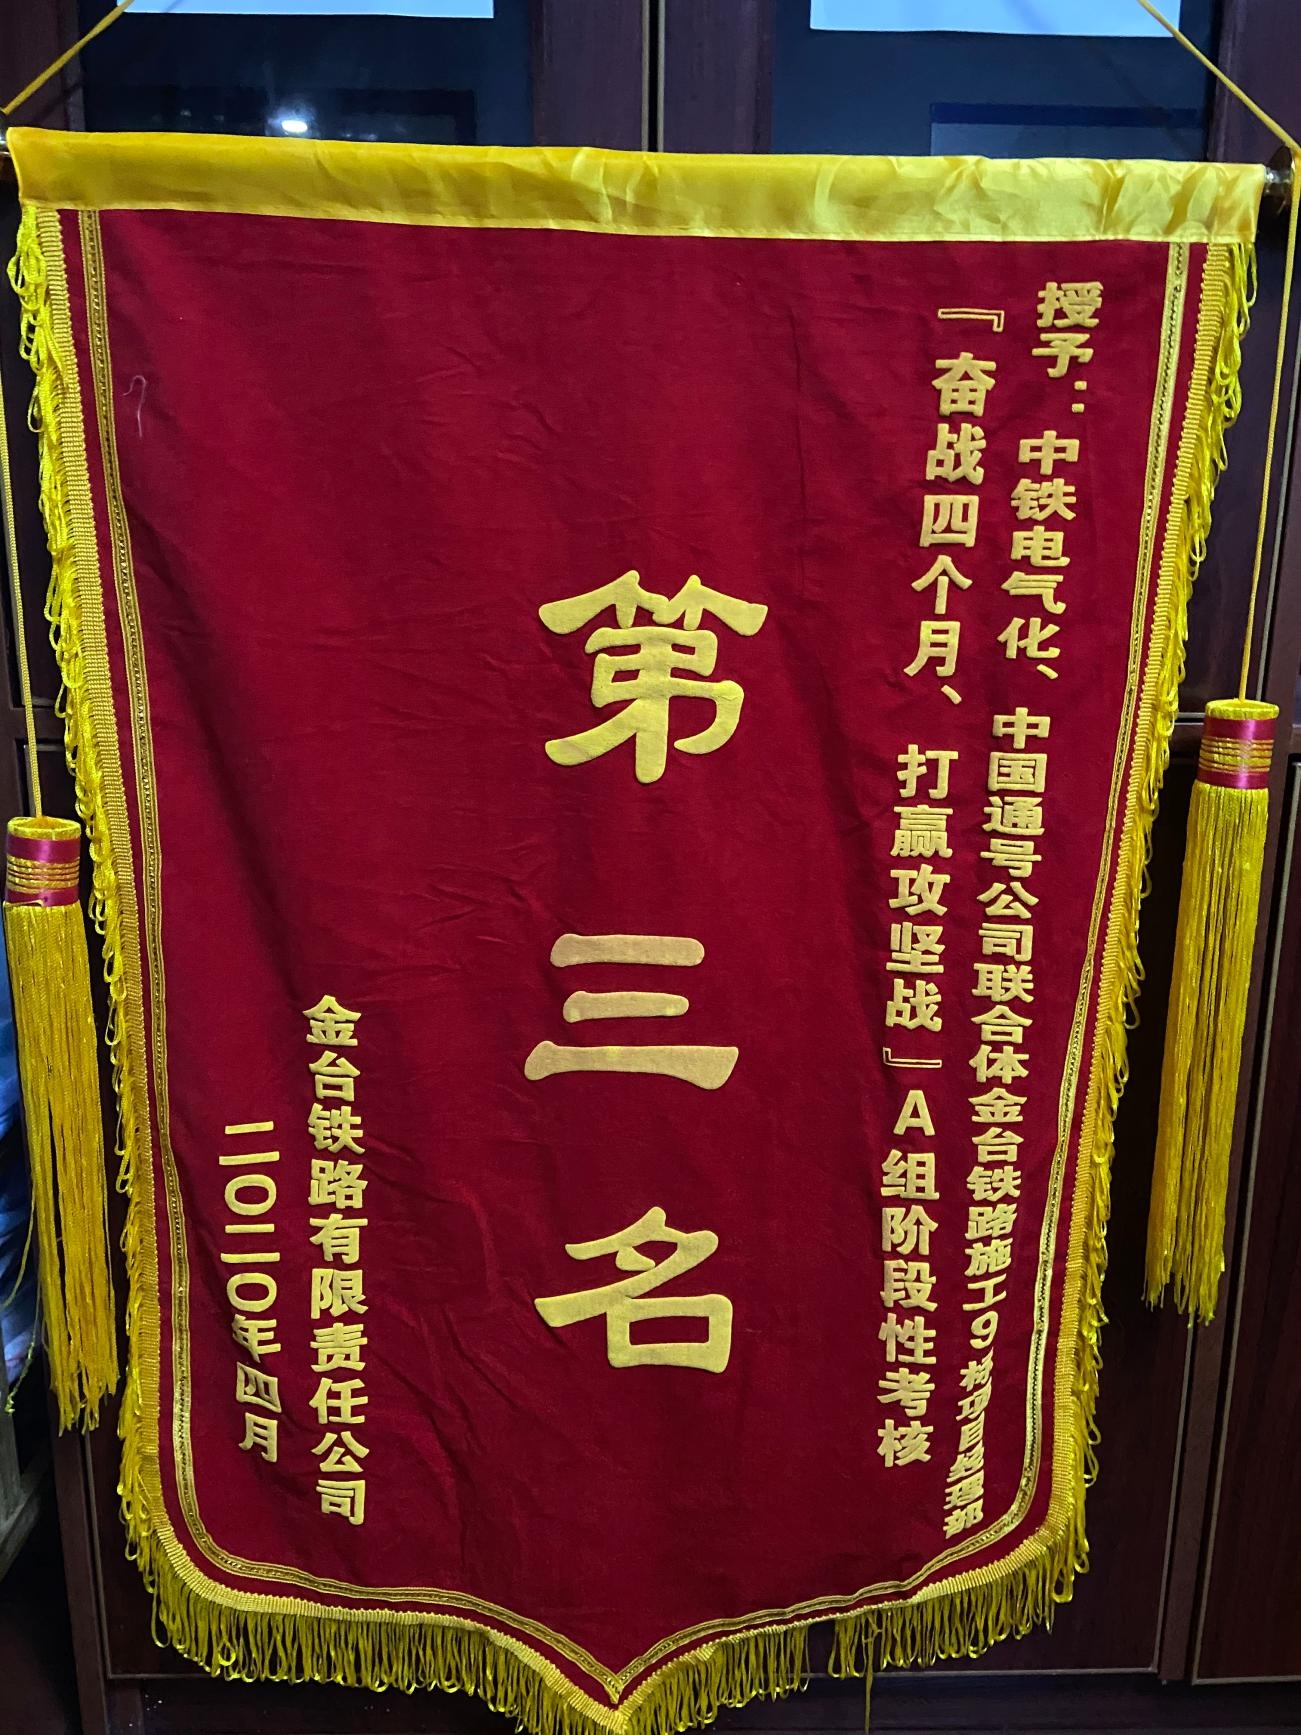 授予：中铁电气化、中国通号公司联合体金台铁路施工9标项目经理部
『奋战四个月、打赢攻坚战』A组阶段性考核
第三名
金台铁路有限责任公司
二〇二〇年四月